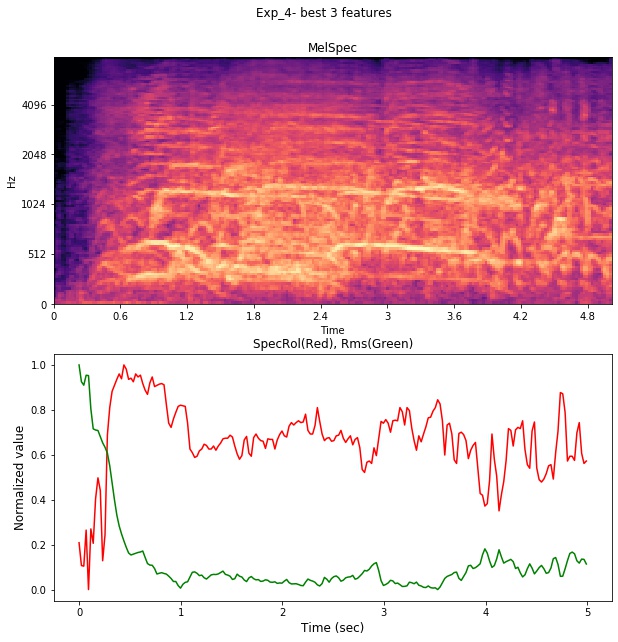 Exp_4- best 3 features
MelSpec
4096
2048
1024
512
0
Hz
0 0.6 1.2 1.8 2.4 3 3.6 4.2 4.8
Time
SpecRol(Red), Rms(Green)
1.0
0.8
0.6
0.4
0.2
0.0
Normalized value
0 1 2 3 4 5
Time (sec)